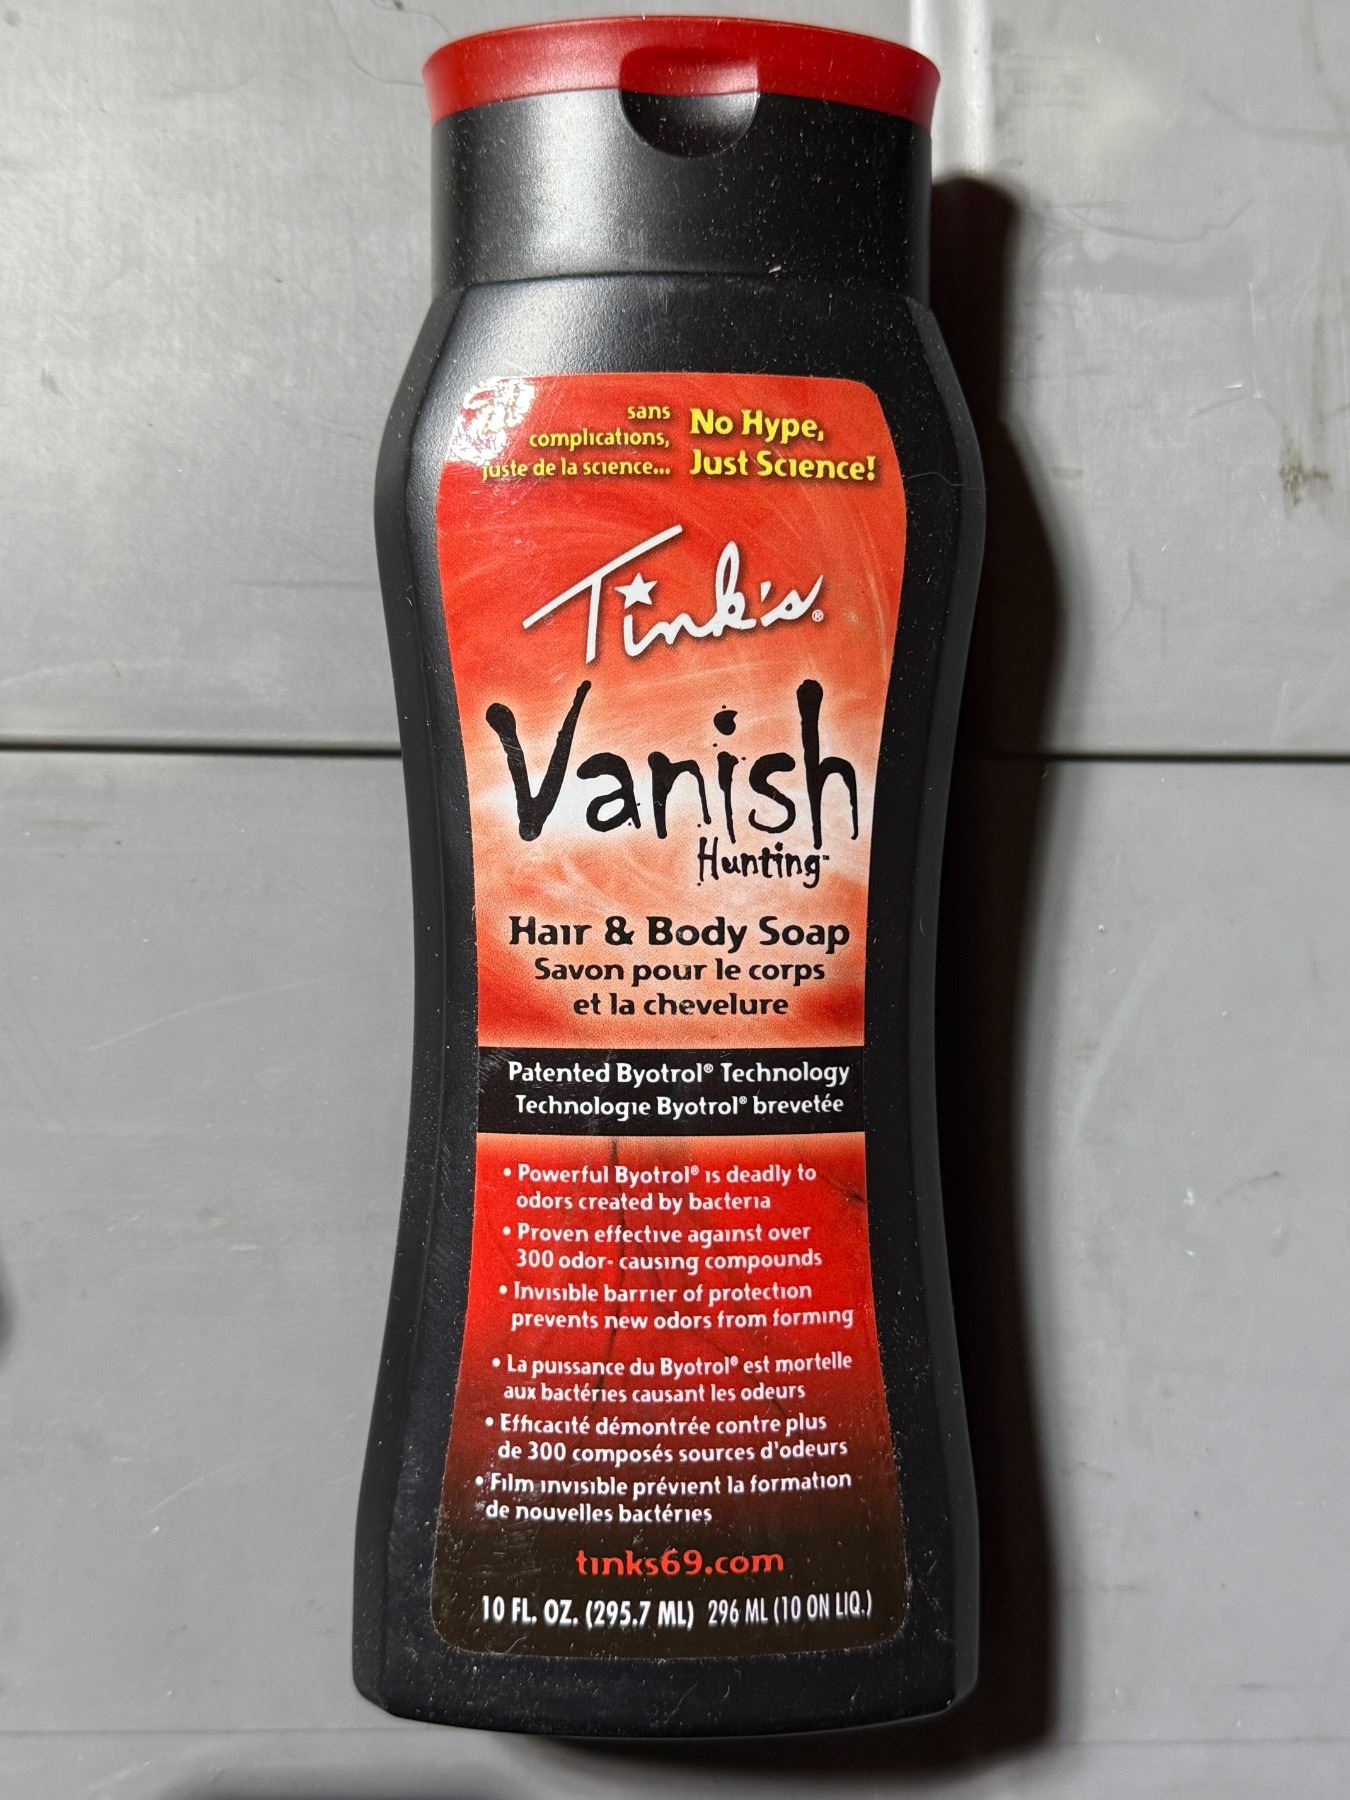 sans
complications,
juste de la science...
No Hype,
Just Science!
Tink's®
Vanish
Hunting™
Hair & Body Soap
Savon pour le corps
et la chevelure
Patented Byotrol® Technology
Technologie Byotrol® brevetée
• Powerful Byotrol® is deadly to
odors created by bacteria
• Proven effective against over
300 odor- causing compounds
• Invisible barrier of protection
prevents new odors from forming
• La puissance du Byotrol® est mortelle
aux bactéries causant les odeurs
• Efficacité démontrée contre plus
de 300 composés sources d'odeurs
• Film invisible prévient la formation
de nouvelles bactéries
tinks69.com
10 FL. OZ. (295.7 ML) 296 ML (10 ON LIQ.)